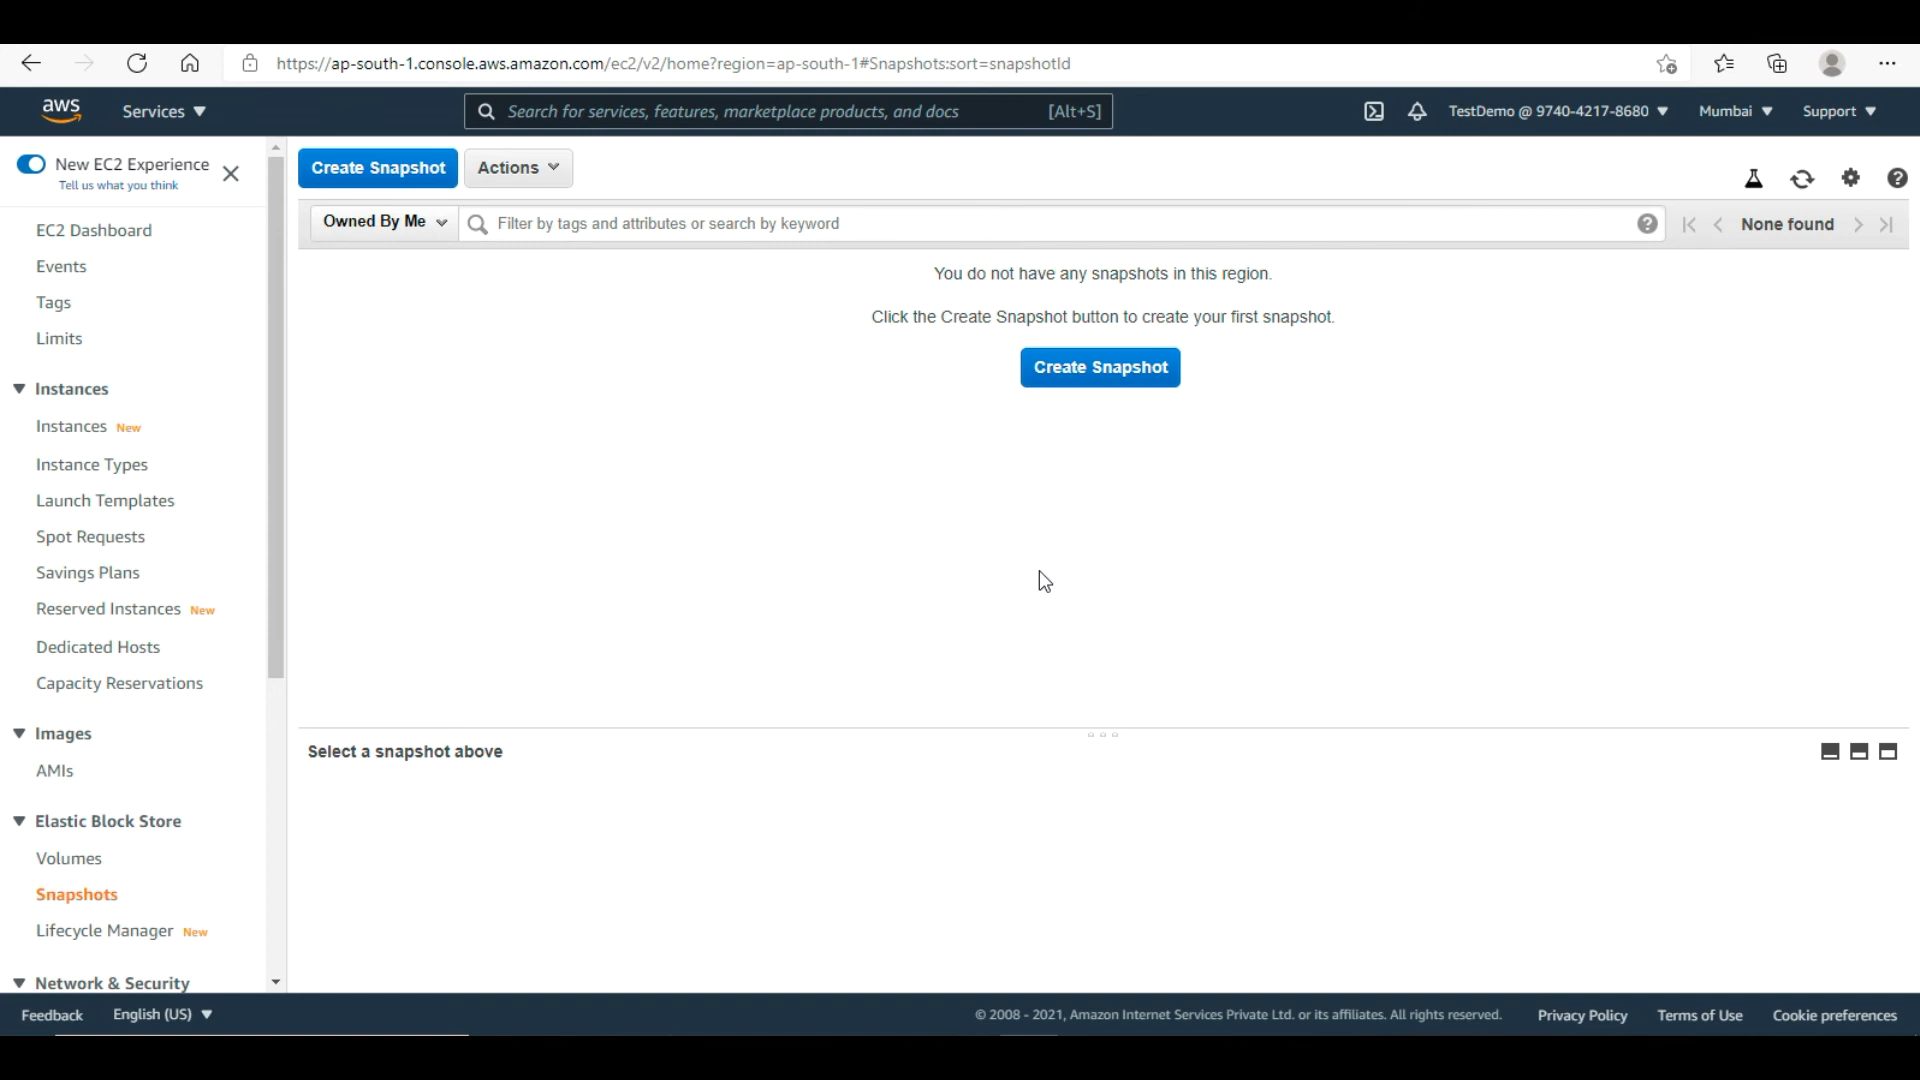 https://ap-south-1.console.aws.amazon.com/ec2/v2/home?region=ap-south-1#Snapshots:sort=snapshotId
aws
Services
Search for services, features, marketplace products, and docs [Alt+S]
TestDemo @ 9740-4217-8680
Mumbai
Support
New EC2 Experience
Tell us what you think
EC2 Dashboard
Events
Tags
Limits
Instances
Instances New
Instance Types
Launch Templates
Spot Requests
Savings Plans
Reserved Instances New
Dedicated Hosts
Capacity Reservations
Images
AMIs
Elastic Block Store
Volumes
Snapshots
Lifecycle Manager New
Network & Security
Create Snapshot
Actions
Owned By Me
Filter by tags and attributes or search by keyword
None found
You do not have any snapshots in this region.
Click the Create Snapshot button to create your first snapshot.
Create Snapshot
Select a snapshot above
Feedback
English (US)
© 2008 - 2021, Amazon Internet Services Private Ltd. or its affiliates. All rights reserved.
Privacy Policy
Terms of Use
Cookie preferences